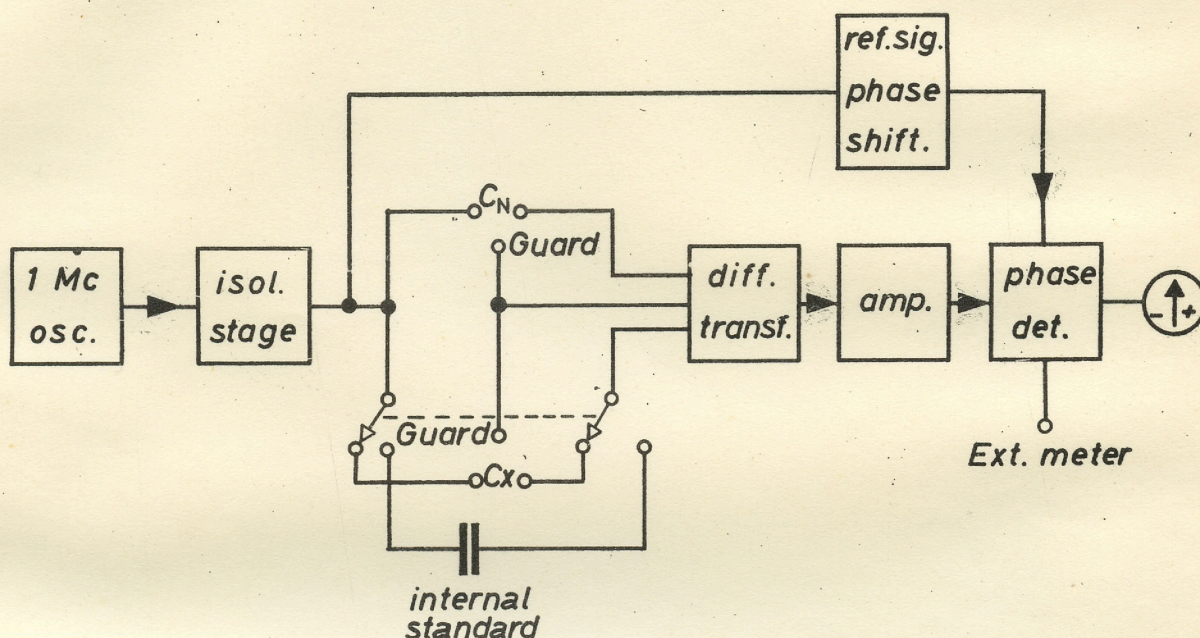 ref.sig.
phase
shift.
CN
Guard
1 Mc
osc.
isol.
stage
diff.
transf.
amp.
phase
det.
- +
Guard
Cx
Ext. meter
internal
standard